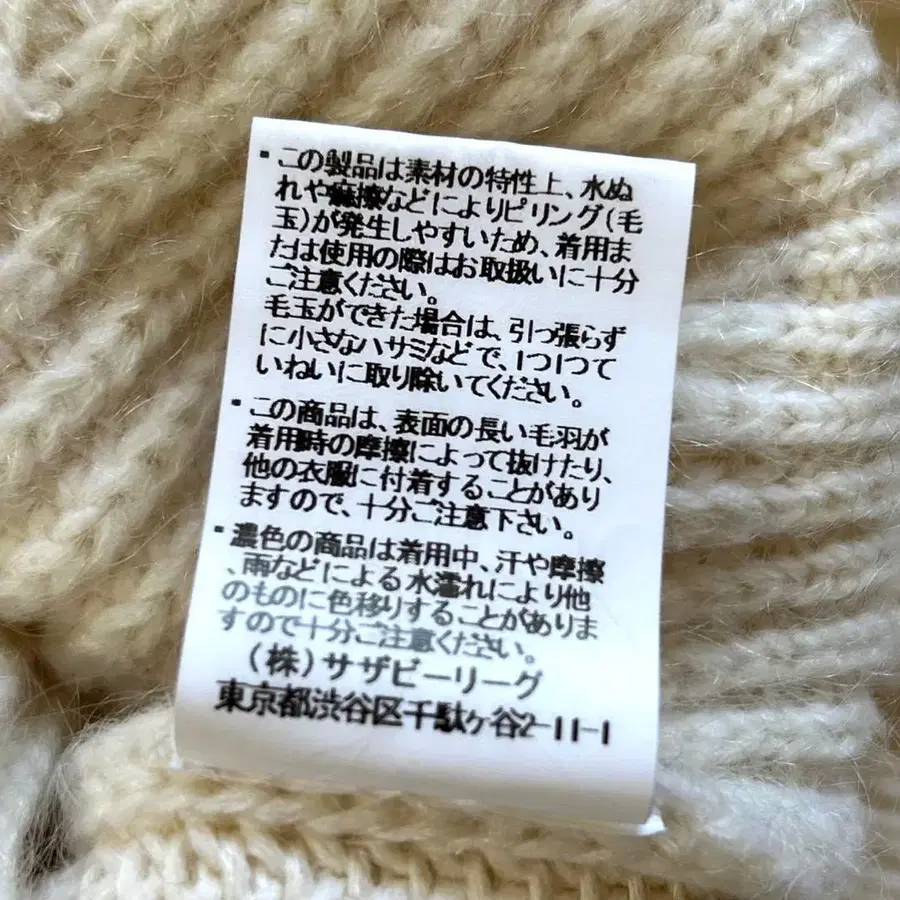 ・この製品は素材の特性上、水ぬ
れや摩擦などによりピリング(毛
玉)が発生しやすいため、着用ま
たは使用の際はお取扱いに十分
ご注意ください。
毛玉ができた場合は、引っ張らず
に小さなハサミなどで、1つ1つて
いねいに取り除いてください。
・この商品は、表面の長い毛羽が
着用時の摩擦によって抜けたり、
他の衣服に付着することがあり
ますので、十分ご注意下さい。
・濃色の商品は着用中、汗や摩擦
、雨などによる水濡れにより他
のものに色移りすることがありま
すので十分ご注意ください。
(株)サザビーリーグ
東京都渋谷区千駄ヶ谷2-11-1